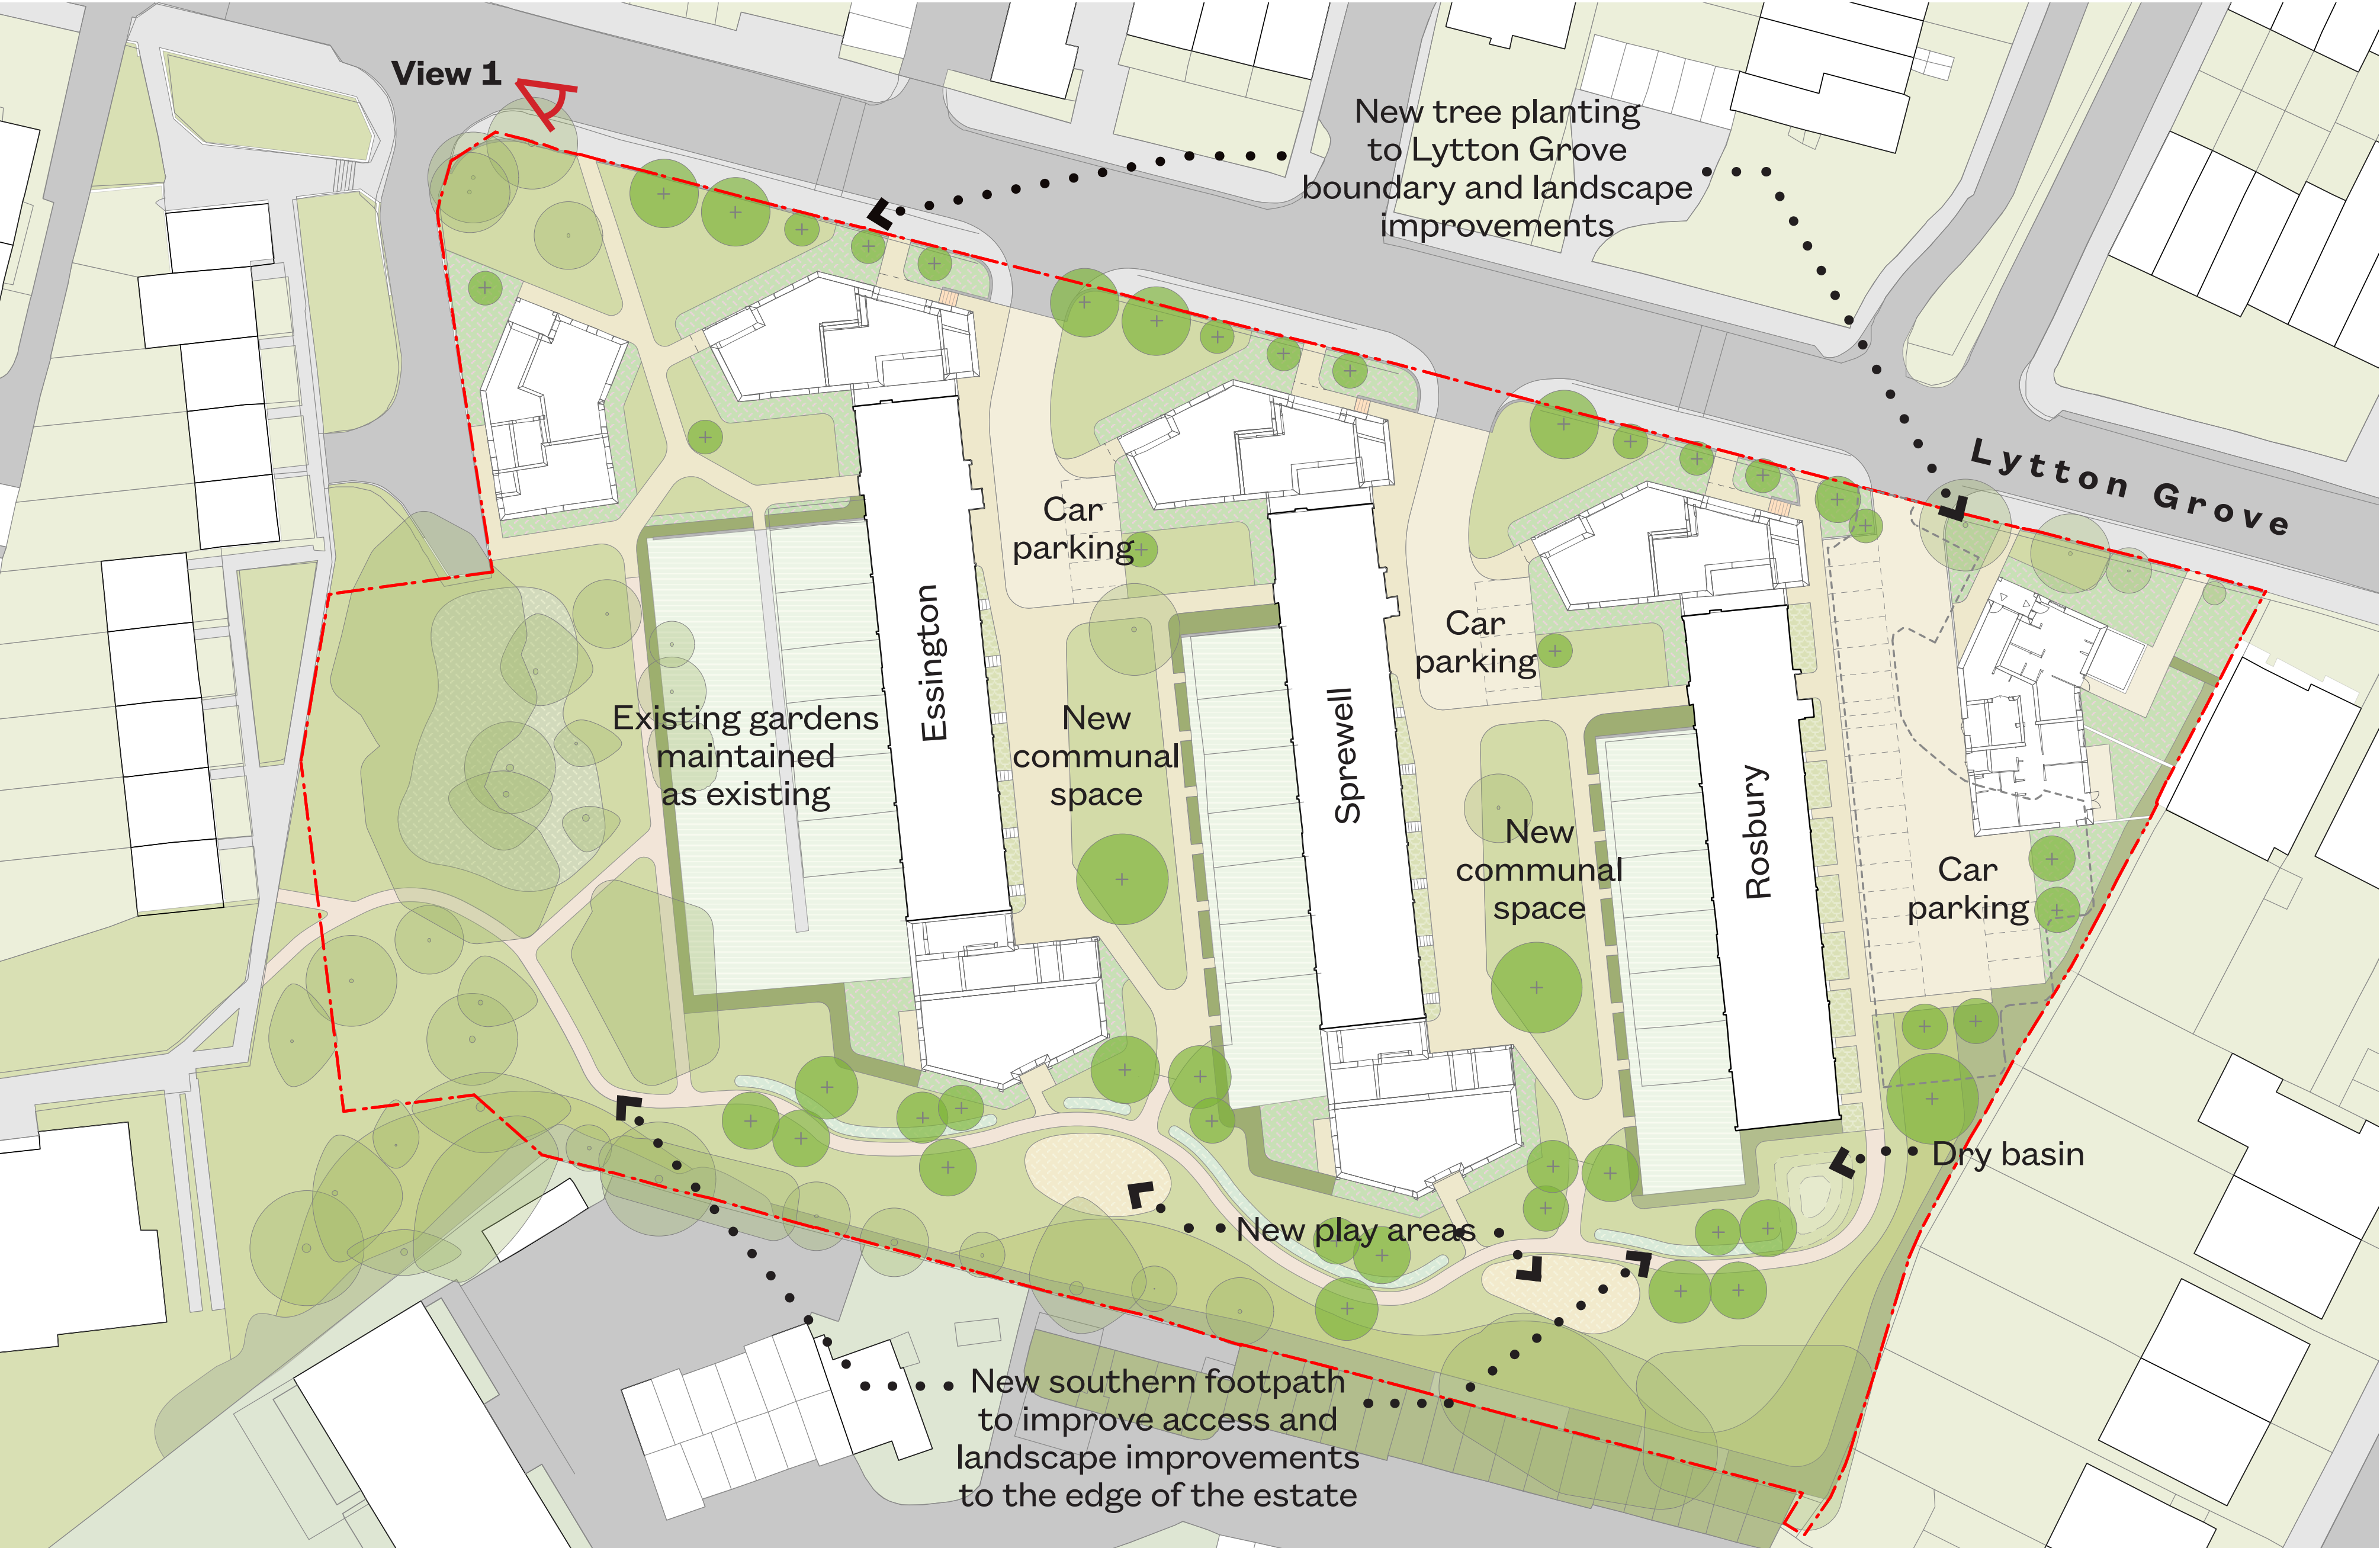 View 1
New tree planting
to Lytton Grove
boundary and landscape
improvements
Lytton Grove
Car
parking
Car
parking
Essington
Sprewell
Rosbury
Existing gardens
maintained
as existing
New
communal
space
New
communal
space
Car
parking
Dry basin
New play areas
New southern footpath
to improve access and
landscape improvements
to the edge of the estate